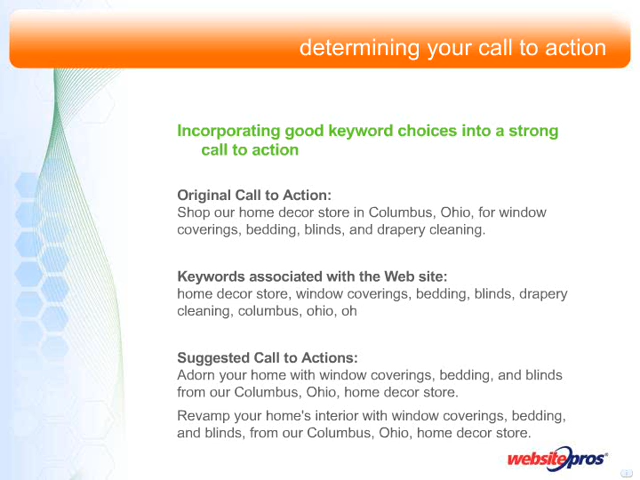 determining your call to action
Incorporating good keyword choices into a strong
call to action
Original Call to Action:
Shop our home decor store in Columbus, Ohio, for window
coverings, bedding, blinds, and drapery cleaning.
Keywords associated with the Web site:
home decor store, window coverings, bedding, blinds, drapery
cleaning, columbus, ohio, oh
Suggested Call to Actions:
Adorn your home with window coverings, bedding, and blinds
from our Columbus, Ohio, home decor store.
Revamp your home's interior with window coverings, bedding,
and blinds, from our Columbus, Ohio, home decor store.
websitepros